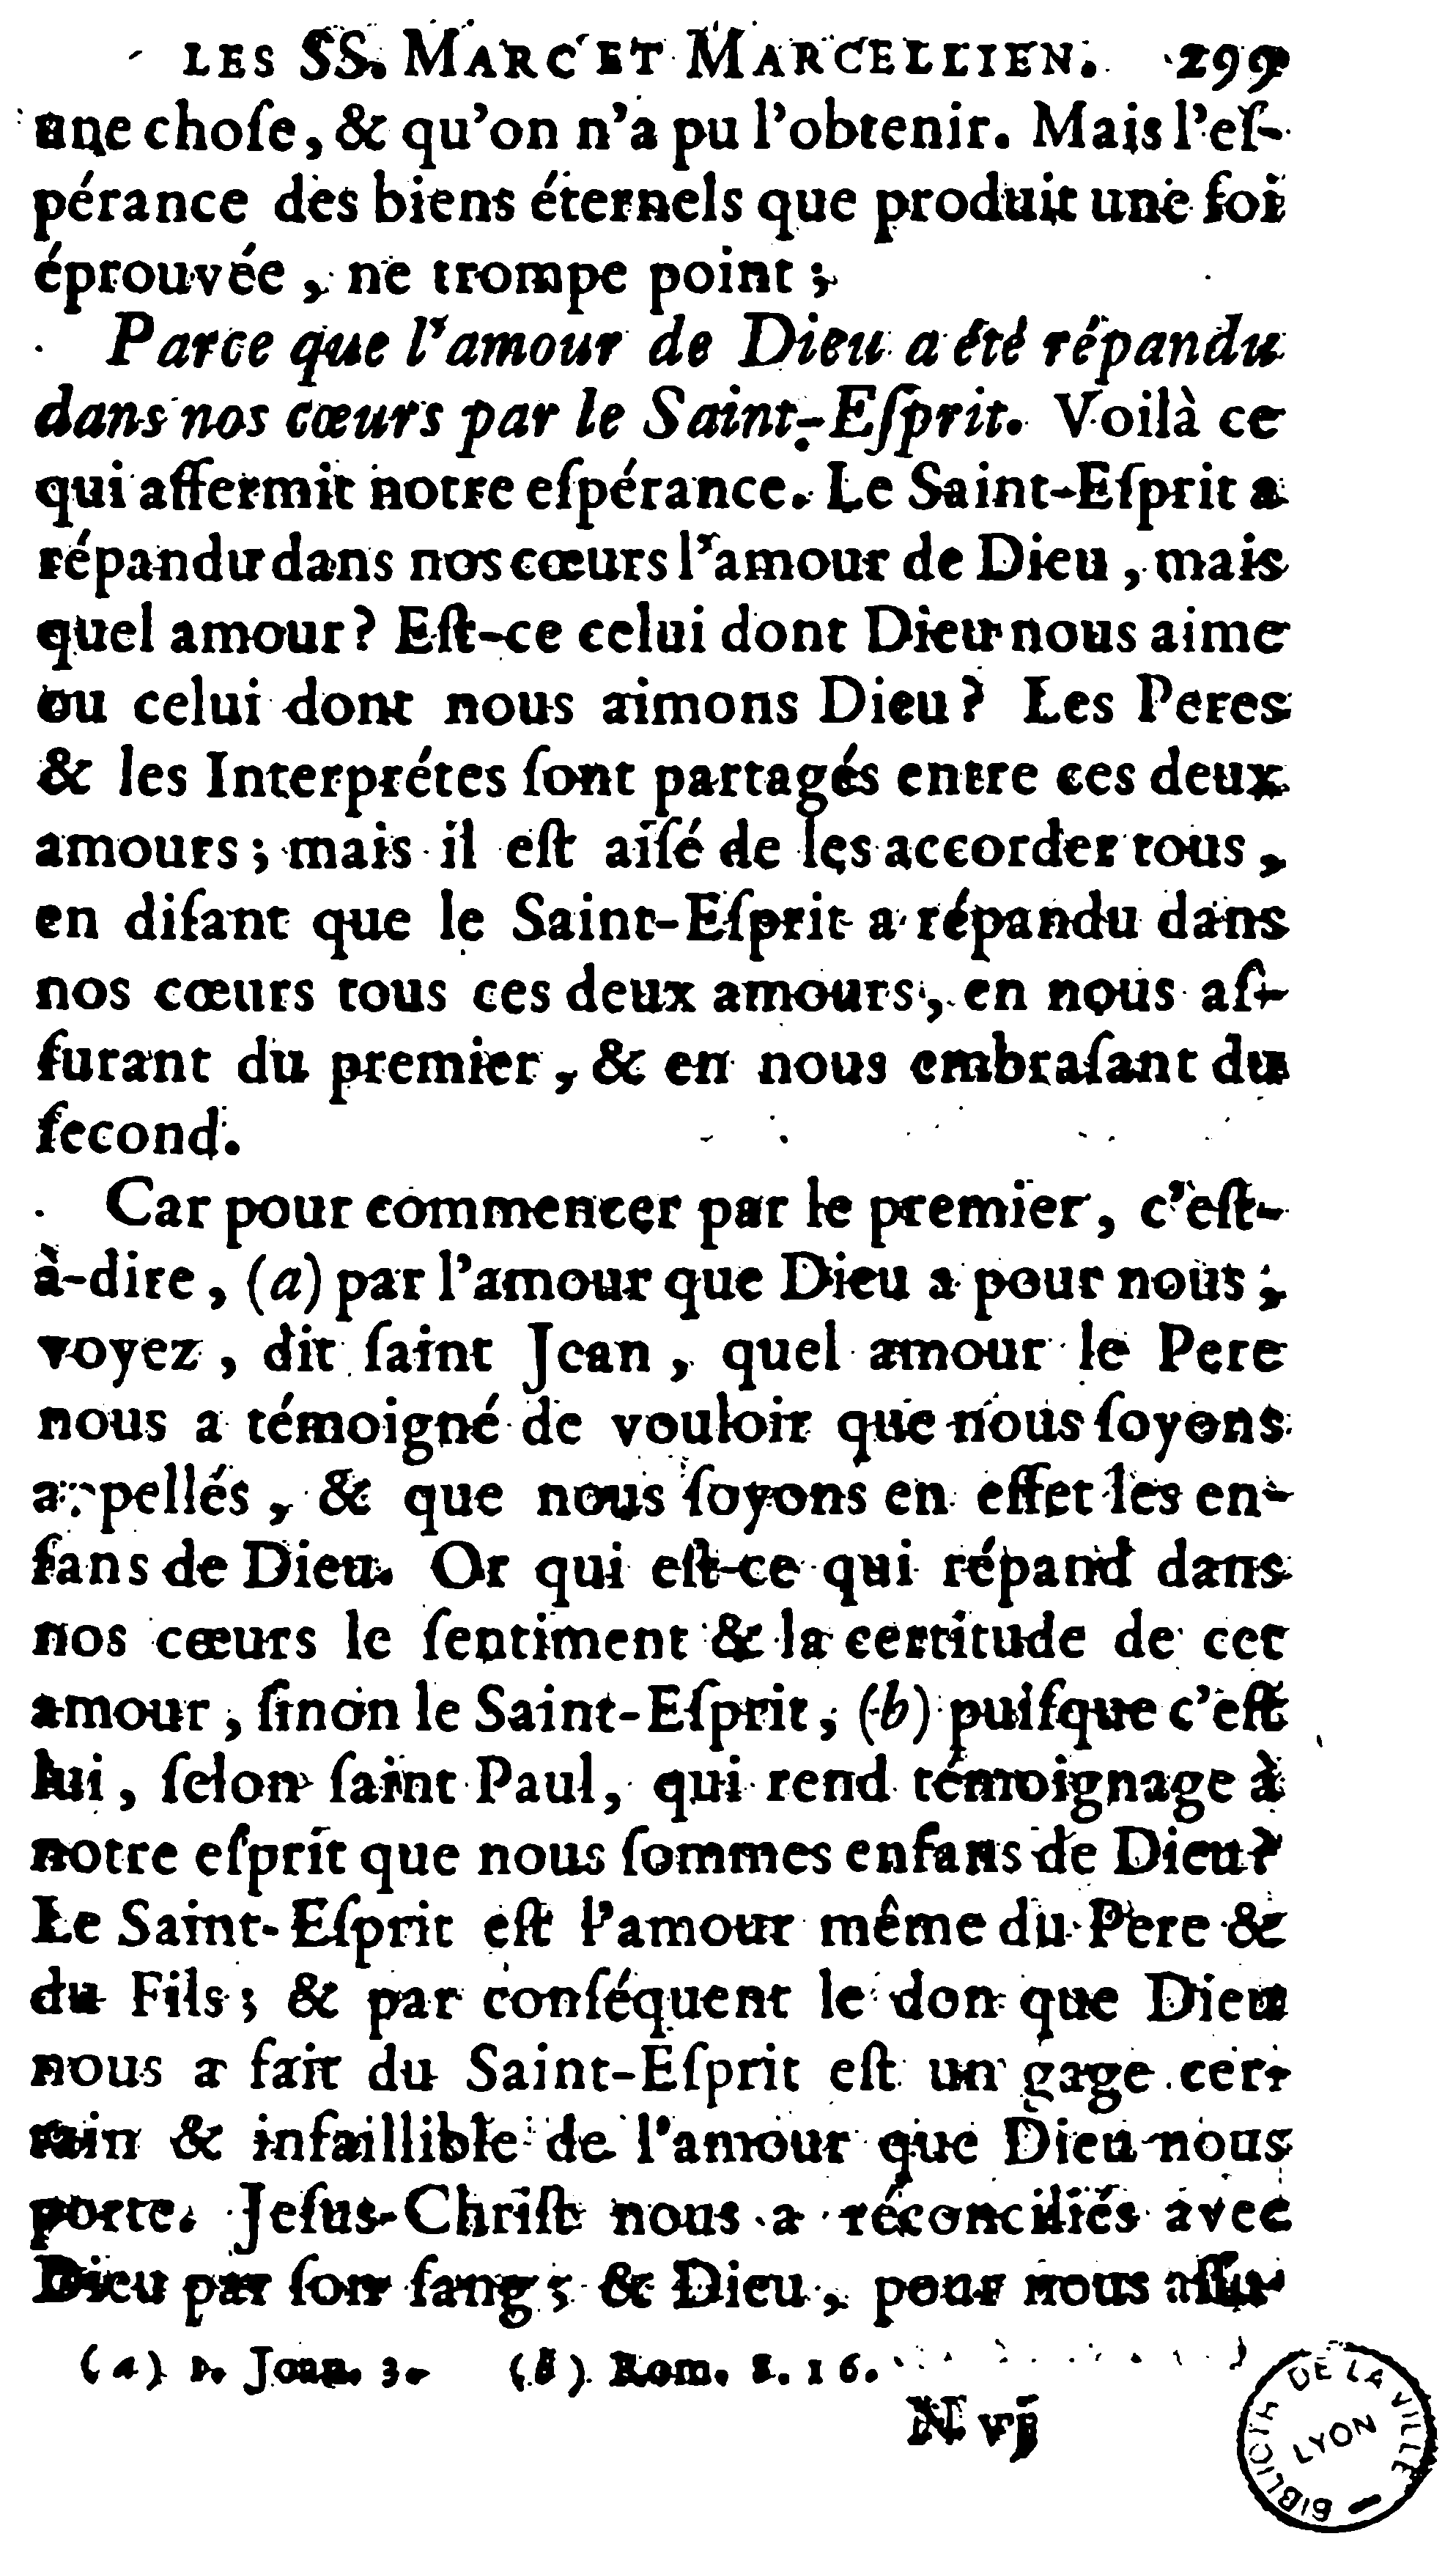 LES SS. MARC ET MARCELLIEN. 299
une choſe, & qu'on n'a pu l'obtenir. Mais l'eſ-
pérance des biens éternels que produit une foi
éprouvée, ne trompe point;
Parce que l'amour de Dieu a été répandu
dans nos cœurs par le Saint-Eſprit. Voilà ce
qui affermit notre eſpérance. Le Saint-Eſprit a
répandu dans nos cœurs l'amour de Dieu, mais
quel amour? Eſt-ce celui dont Dieu nous aime
ou celui dont nous aimons Dieu? Les Peres
& les Interprétes ſont partagés entre ces deux
amours; mais il eſt aiſé de les accorder tous,
en diſant que le Saint-Eſprit a répandu dans
nos cœurs tous ces deux amours, en nous aſ-
ſurant du premier, & en nous embraſant du
ſecond.
Car pour commencer par le premier, c'eſt-
à-dire, (a) par l'amour que Dieu a pour nous;
voyez, dit ſaint Jean, quel amour le Pere
nous a témoigné de vouloir que nous ſoyons
appellés, & que nous ſoyons en effet les en-
fans de Dieu. Or qui eſt-ce qui répand dans
nos cœurs le ſentiment & la certitude de cet
amour, ſinon le Saint-Eſprit, (b) puiſque c'eſt
lui, ſelon ſaint Paul, qui rend témoignage à
notre eſprit que nous ſommes enfans de Dieu?
Le Saint-Eſprit eſt l'amour même du Pere &
du Fils; & par conſéquent le don que Dieu
nous a fait du Saint-Eſprit eſt un gage cer-
tain & infaillible de l'amour que Dieu nous
porte. Jeſus-Chriſt nous a réconciliés avec
Dieu par ſon ſang; & Dieu, pour nous aſſu-
(a) 1. Joan. 3. (b) Rom. 8. 16.
N vj
BIBLIOTH. DE LA VILLE
LYON